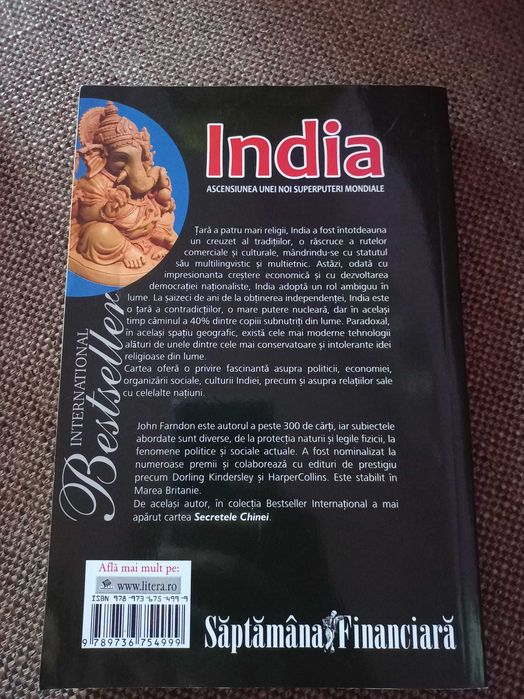 India
ASCENSIUNEA UNEI NOI SUPERPUTERI MONDIALE
Țară a patru mari religii, India a fost întotdeauna
un creuzet al tradițiilor, o răscruce a rutelor
comerciale și culturale, mândrindu-se cu statutul
său multilingvistic și multietnic. Astăzi, odată cu
impresionanta creștere economică și cu dezvoltarea
democrației naționaliste, India adoptă un rol ambiguu în
lume. La șaizeci de ani de la obținerea independenței, India este
o țară a contradicțiilor, o mare putere nucleară, dar în același
timp căminul a 40% dintre copiii subnutriți din lume. Paradoxal,
în același spațiu geografic, există cele mai moderne tehnologii
alături de unele dintre cele mai conservatoare și intolerante idei
religioase din lume.
Cartea oferă o privire fascinantă asupra politicii, economiei,
organizării sociale, culturii Indiei, precum și asupra relațiilor sale
cu celelalte națiuni.
INTERNATIONAL
Bestseller
John Farndon este autorul a peste 300 de cărți, iar subiectele
abordate sunt diverse, de la protecția naturii și legile fizicii, la
fenomene politice și sociale actuale. A fost nominalizat la
numeroase premii și colaborează cu edituri de prestigiu
precum Dorling Kindersley și HarperCollins. Este stabilit în
Marea Britanie.
De același autor, în colecția Bestseller Internațional a mai
apărut cartea Secretele Chinei.
Află mai mult pe:
www.litera.ro
ISBN 978-973-675-499-9
9 789736 754999
Săptămâna Financiară